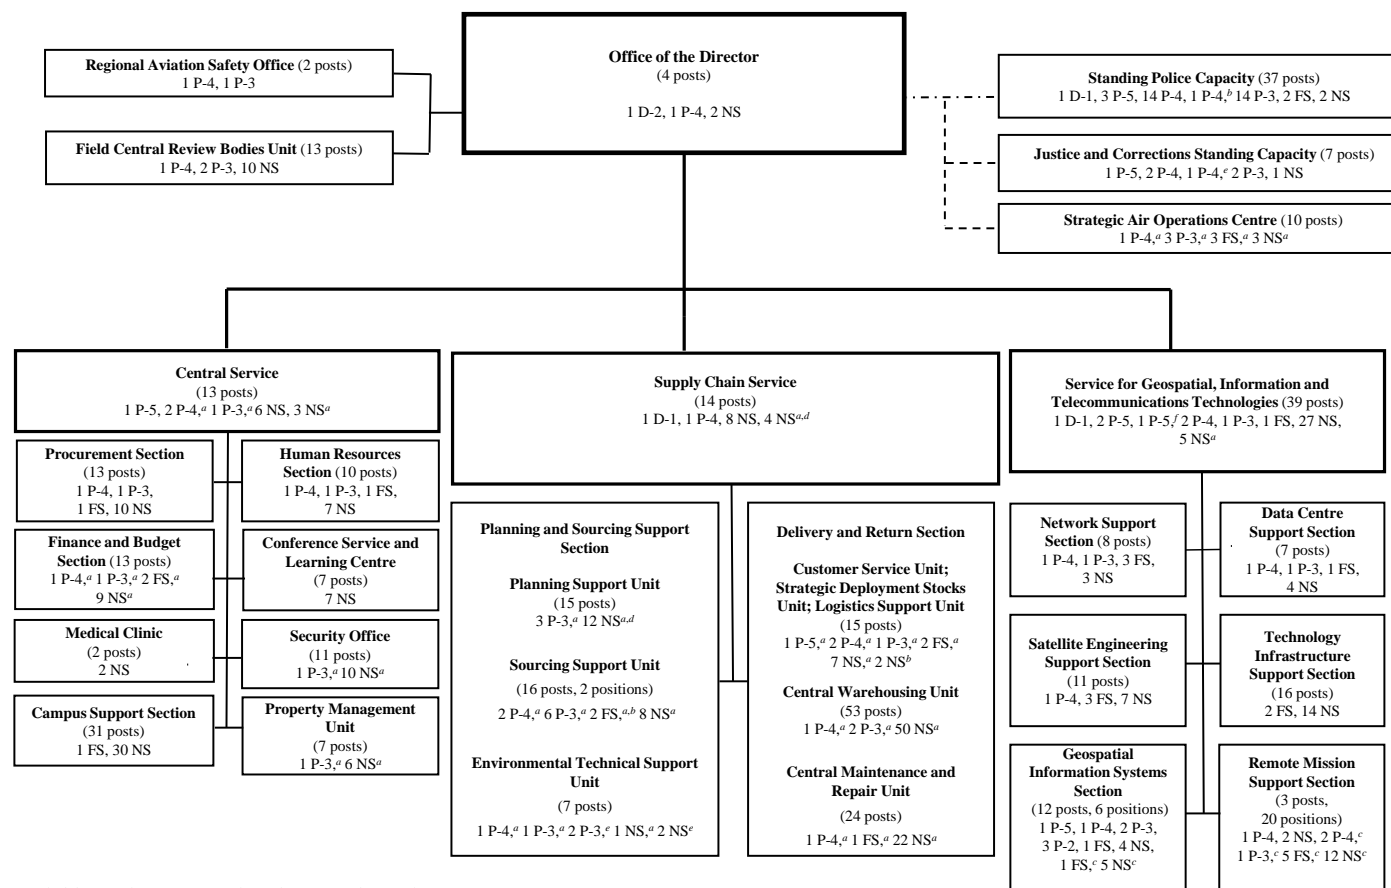 Office of the Director
(4 posts)
1 D-2, 1 P-4, 2 NS
Regional Aviation Safety Office (2 posts)
1 P-4, 1 P-3
Field Central Review Bodies Unit (13 posts)
1 P-4, 2 P-3, 10 NS
Standing Police Capacity (37 posts)
1 D-1, 3 P-5, 14 P-4, 1 P-4,b 14 P-3, 2 FS, 2 NS
Justice and Corrections Standing Capacity (7 posts)
1 P-5, 2 P-4, 1 P-4,e 2 P-3, 1 NS
Strategic Air Operations Centre (10 posts)
1 P-4,a 3 P-3,a 3 FS,a 3 NSa
Central Service
(13 posts)
1 P-5, 2 P-4,a 1 P-3,a 6 NS, 3 NSa
Procurement Section
(13 posts)
1 P-4, 1 P-3,
1 FS, 10 NS
Human Resources
Section (10 posts)
1 P-4, 1 P-3, 1 FS,
7 NS
Finance and Budget
Section (13 posts)
1 P-4,a 1 P-3,a 2 FS,a
9 NSa
Conference Service and
Learning Centre
(7 posts)
7 NS
Medical Clinic
(2 posts)
2 NS
Security Office
(11 posts)
1 P-3,a 10 NSa
Campus Support Section
(31 posts)
1 FS, 30 NS
Property Management
Unit
(7 posts)
1 P-3,a 6 NSa
Supply Chain Service
(14 posts)
1 D-1, 1 P-4, 8 NS, 4 NSa,d
Planning and Sourcing Support
Section
Planning Support Unit
(15 posts)
3 P-3,a 12 NSa,d
Sourcing Support Unit
(16 posts, 2 positions)
2 P-4,a 6 P-3,a 2 FS,a,b 8 NSa
Environmental Technical Support
Unit
(7 posts)
1 P-4,a 1 P-3,a 2 P-3,e 1 NS,a 2 NSe
Delivery and Return Section
Customer Service Unit;
Strategic Deployment Stocks
Unit; Logistics Support Unit
(15 posts)
1 P-5,a 2 P-4,a 1 P-3,a 2 FS,a
7 NS,a 2 NSb
Central Warehousing Unit
(53 posts)
1 P-4,a 2 P-3,a 50 NSa
Central Maintenance and
Repair Unit
(24 posts)
1 P-4,a 1 FS,a 22 NSa
Service for Geospatial, Information and
Telecommunications Technologies (39 posts)
1 D-1, 2 P-5, 1 P-5,f 2 P-4, 1 P-3, 1 FS, 27 NS,
5 NSa
Network Support
Section (8 posts)
1 P-4, 1 P-3, 3 FS,
3 NS
Data Centre
Support Section
(7 posts)
1 P-4, 1 P-3, 1 FS,
4 NS
Satellite Engineering
Support Section
(11 posts)
1 P-4, 3 FS, 7 NS
Technology
Infrastructure
Support Section
(16 posts)
2 FS, 14 NS
Geospatial
Information Systems
Section
(12 posts, 6 positions)
1 P-5, 1 P-4, 2 P-3,
3 P-2, 1 FS, 4 NS,
1 FS,c 5 NSc
Remote Mission
Support Section
(3 posts,
20 positions)
1 P-4, 2 NS, 2 P-4,c
1 P-3,c 5 FS,c 12 NSc